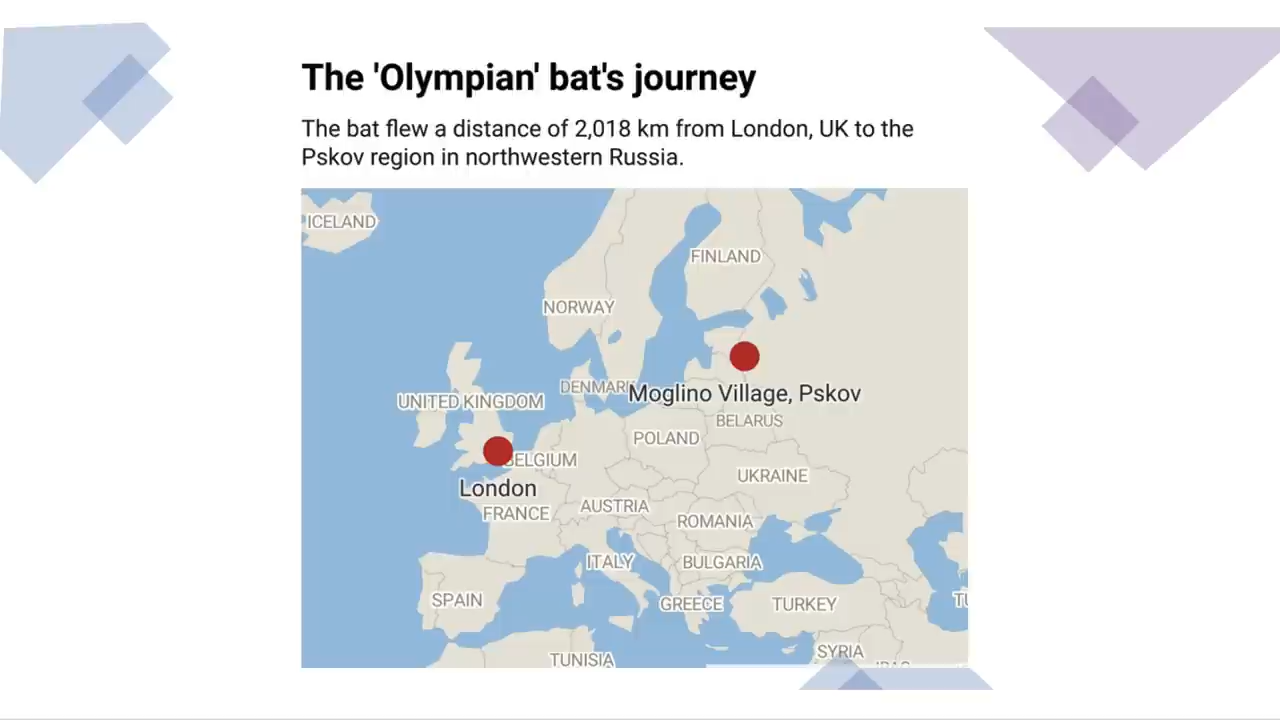 The 'Olympian' bat's journey
The bat flew a distance of 2,018 km from London, UK to the
Pskov region in northwestern Russia.
ICELAND
FINLAND
NORWAY
DENMARK
Moglino Village, Pskov
UNITED KINGDOM
BELARUS
POLAND
BELGIUM
UKRAINE
London
FRANCE
AUSTRIA
ROMANIA
ITALY
BULGARIA
SPAIN
GREECE
TURKEY
SYRIA
TUNISIA